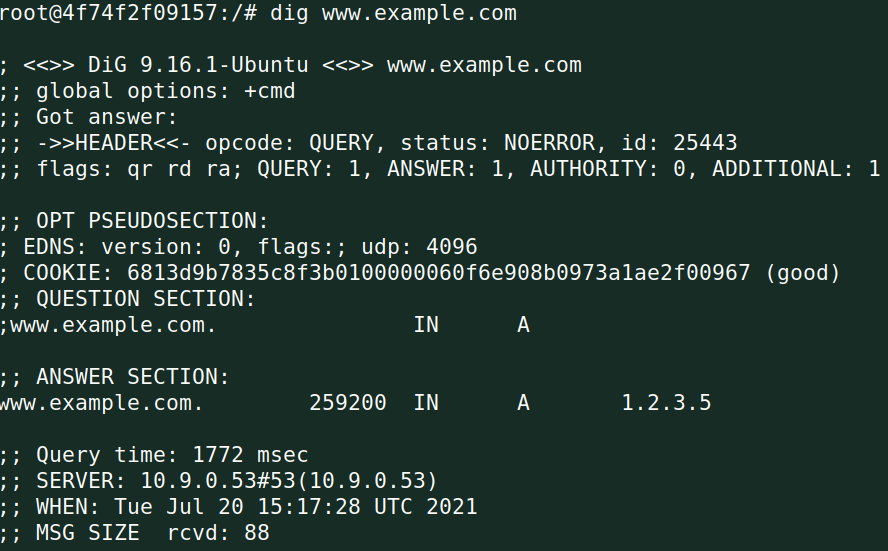 root@4f74f2f09157:/# dig www.example.com
; <<>> DiG 9.16.1-Ubuntu <<>> www.example.com
;; global options: +cmd
;; Got answer:
;; ->>HEADER<<- opcode: QUERY, status: NOERROR, id: 25443
;; flags: qr rd ra; QUERY: 1, ANSWER: 1, AUTHORITY: 0, ADDITIONAL: 1
;; OPT PSEUDOSECTION:
; EDNS: version: 0, flags:; udp: 4096
; COOKIE: 6813d9b7835c8f3b0100000060f6e908b0973a1ae2f00967 (good)
;; QUESTION SECTION:
;www.example.com. IN A
;; ANSWER SECTION:
www.example.com. 259200 IN A 1.2.3.5
;; Query time: 1772 msec
;; SERVER: 10.9.0.53#53(10.9.0.53)
;; WHEN: Tue Jul 20 15:17:28 UTC 2021
;; MSG SIZE rcvd: 88